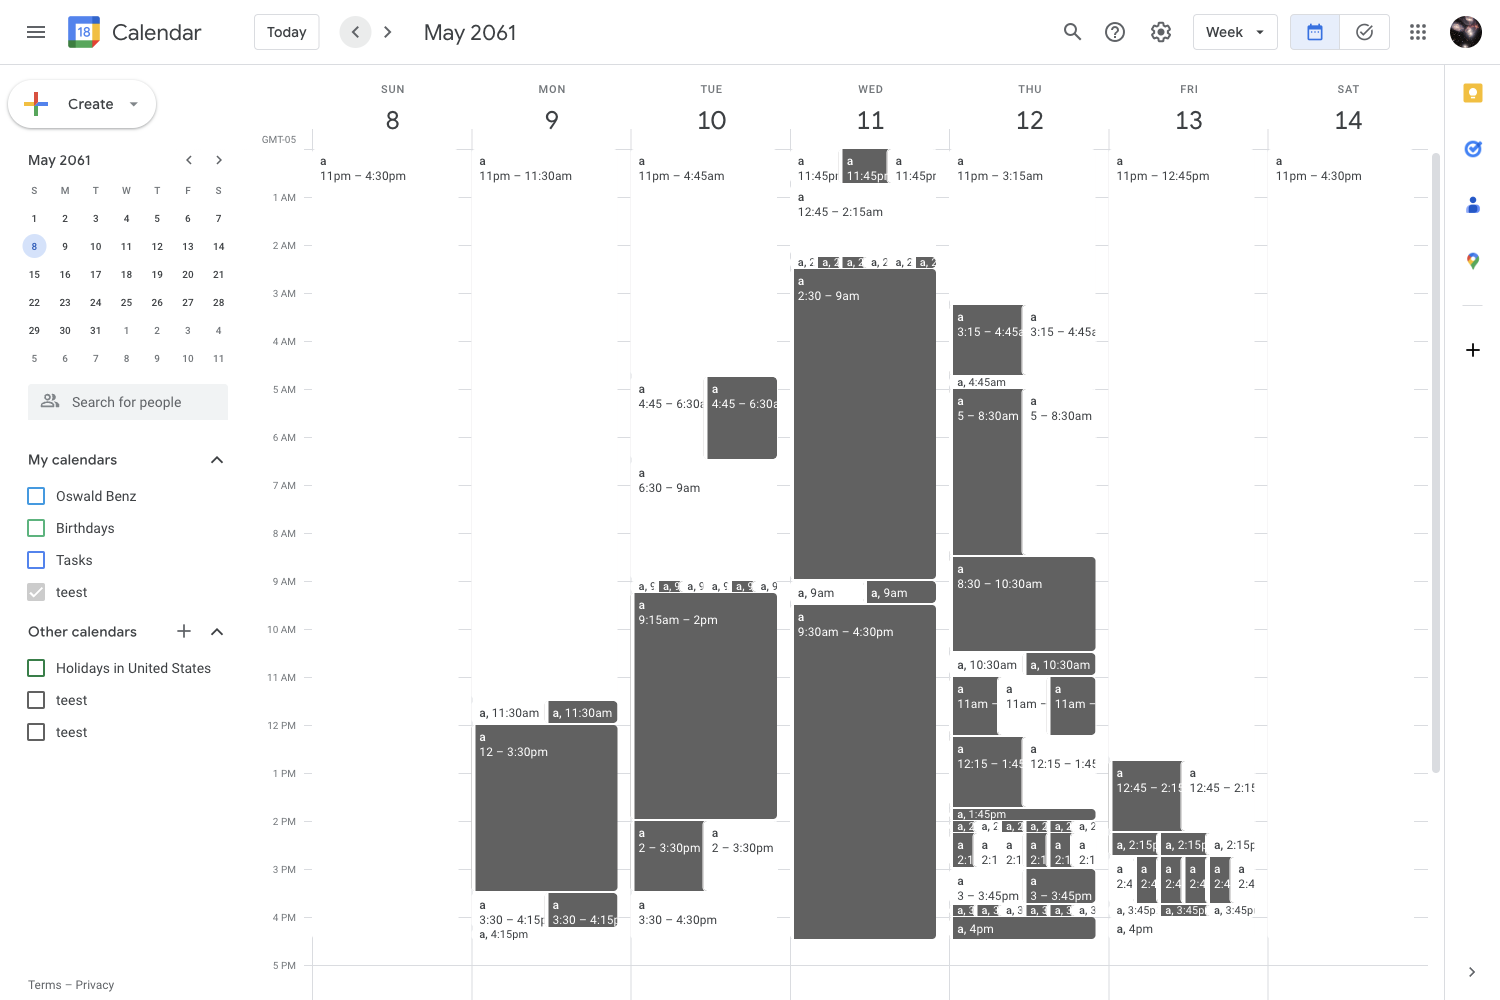 18 Calendar
Today
May 2061
Week
Create
May 2061
S M T W T F S
1 2 3 4 5 6 7
8 9 10 11 12 13 14
15 16 17 18 19 20 21
22 23 24 25 26 27 28
29 30 31 1 2 3 4
5 6 7 8 9 10 11
Search for people
My calendars
Oswald Benz
Birthdays
Tasks
teest
Other calendars
Holidays in United States
teest
teest
Terms – Privacy
GMT-05
SUN MON TUE WED THU FRI SAT
8 9 10 11 12 13 14
1 AM
2 AM
3 AM
4 AM
5 AM
6 AM
7 AM
8 AM
9 AM
10 AM
11 AM
12 PM
1 PM
2 PM
3 PM
4 PM
5 PM
a
11pm – 4:30pm
a
11pm – 11:30am
a, 11:30am
a, 11:30am
a
12 – 3:30pm
a
3:30 – 4:15p
a
3:30 – 4:15p
a, 4:15pm
a
11pm – 4:45am
a
4:45 – 6:30a
a
4:45 – 6:30a
a
6:30 – 9am
a, 9
a, 9
a, 9
a, 9
a, 9
a, 9
a
9:15am – 2pm
a
2 – 3:30pm
a
2 – 3:30pm
a
3:30 – 4:30pm
a
11:45p
a
11:45p
a
11:45p
a
12:45 – 2:15am
a, 2
a, 2
a, 2
a, 2
a, 2
a, 2
a
2:30 – 9am
a, 9am
a, 9am
a
9:30am – 4:30pm
a
11pm – 3:15am
a
3:15 – 4:45a
a
3:15 – 4:45a
a, 4:45am
a
5 – 8:30am
a
5 – 8:30am
a
8:30 – 10:30am
a, 10:30am
a, 10:30am
a
11am –
a
11am –
a
11am –
a
12:15 – 1:45
a
12:15 – 1:45
a, 1:45pm
a, 2
a, 2
a, 2
a, 2
a, 2
a, 2
a
2:1
a
2:1
a
2:1
a
2:1
a
2:1
a
2:1
a
3 – 3:45pm
a
3 – 3:45pm
a, 3
a, 3
a, 3
a, 3
a, 3
a, 3
a, 4pm
a
11pm – 12:45pm
a
12:45 – 2:15
a
12:45 – 2:15
a, 2:15p
a, 2:15p
a, 2:15p
a
2:4
a
2:4
a
2:4
a
2:4
a
2:4
a
2:4
a, 3:45p
a, 3:45p
a, 3:45p
a, 4pm
a
11pm – 4:30pm